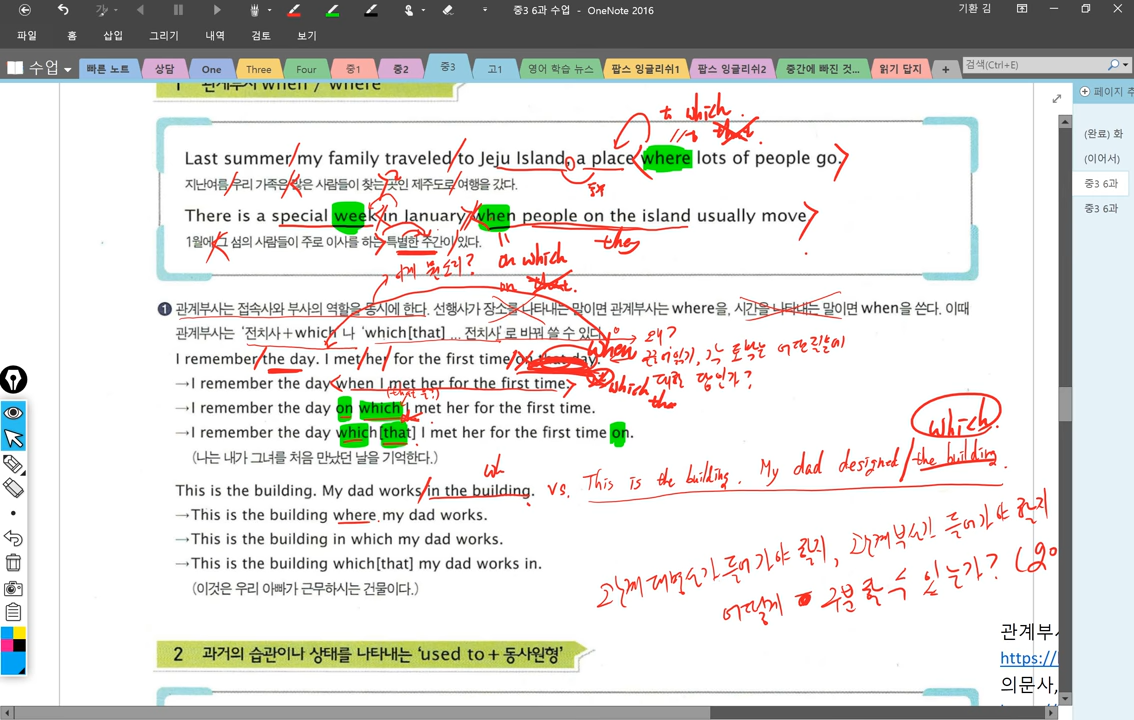 중3 6과 수업 - OneNote 2016
기환 김
파일 홈 삽입 그리기 내역 검토 보기
수업 빠른 노트 상담 One Three Four 중1 중2 중3 고1 영어 학습 뉴스 팝스 잉글리쉬1 팝스 잉글리쉬2 중간에 빠진 것... 읽기 답지 + 검색(Ctrl+E)
페이지 추
(완료) 화
(이어서)
중3 6과
중3 6과
1 관계부사 when / where
to which
that
Last summer my family traveled to Jeju Island, a place where lots of people go.
지난여름 우리 가족은 많은 사람들이 찾는 곳인 제주도로 여행을 갔다.
There is a special week in January when people on the island usually move
1월에 그 섬의 사람들이 주로 이사를 하는 특별한 주간이 있다.
on which
on that
이게 뭔소리?
❶ 관계부사는 접속사와 부사의 역할을 동시에 한다. 선행사가 장소를 나타내는 말이면 관계부사는 where을, 시간을 나타내는 말이면 when을 쓴다. 이때
관계부사는 '전치사+which 나 'which[that] ... 전치사'로 바꿔 쓸 수 있다
왜?
I remember the day. I met her for the first time on that day.
when
→I remember the day when I met her for the first time.
which
→I remember the day on which I met her for the first time.
→I remember the day which[that] I met her for the first time on.
(나는 내가 그녀를 처음 만났던 날을 기억한다.)
which
wh
This is the building. My dad works in the building. vs. This is the building. My dad designed the building.
→This is the building where my dad works.
→This is the building in which my dad works.
→This is the building which[that] my dad works in.
(이것은 우리 아빠가 근무하시는 건물이다.)
관계대명사가 들어가야 할지, 관계부사가 들어가야 할지
어떻게 구분할 수 있는가?
관계부사
https://
의문사,
2 과거의 습관이나 상태를 나타내는 'used to+동사원형'